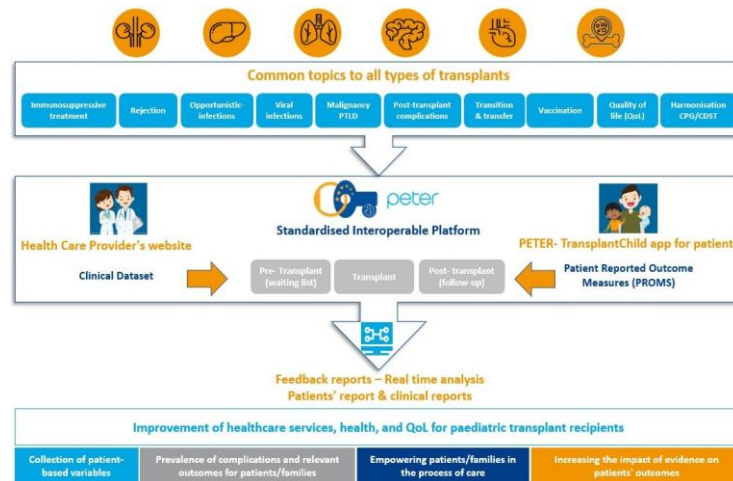 Common topics to all types of transplants
Immunosuppressive
treatment
Rejection
Opportunistic-
infections
Viral
infections
Malignancy
PTLD
Post-transplant
complications
Transition
& transfer
Vaccination
Quality of
life (QoL)
Harmonisation
CPG/CDST
peter
Health Care Provider's website
Standardised Interoperable Platform
PETER- TransplantChild app for patient
Clinical Dataset
Pre- Transplant
(waiting list)
Transplant
Post- transplant
(follow-up)
Patient Reported Outcome
Measures (PROMS)
Feedback reports – Real time analysis
Patients' report & clinical reports
Improvement of healthcare services, health, and QoL for paediatric transplant recipients
Collection of patient-
based variables
Prevalence of complications and relevant
outcomes for patients/families
Empowering patients/families in
the process of care
Increasing the impact of evidence on
patients' outcomes